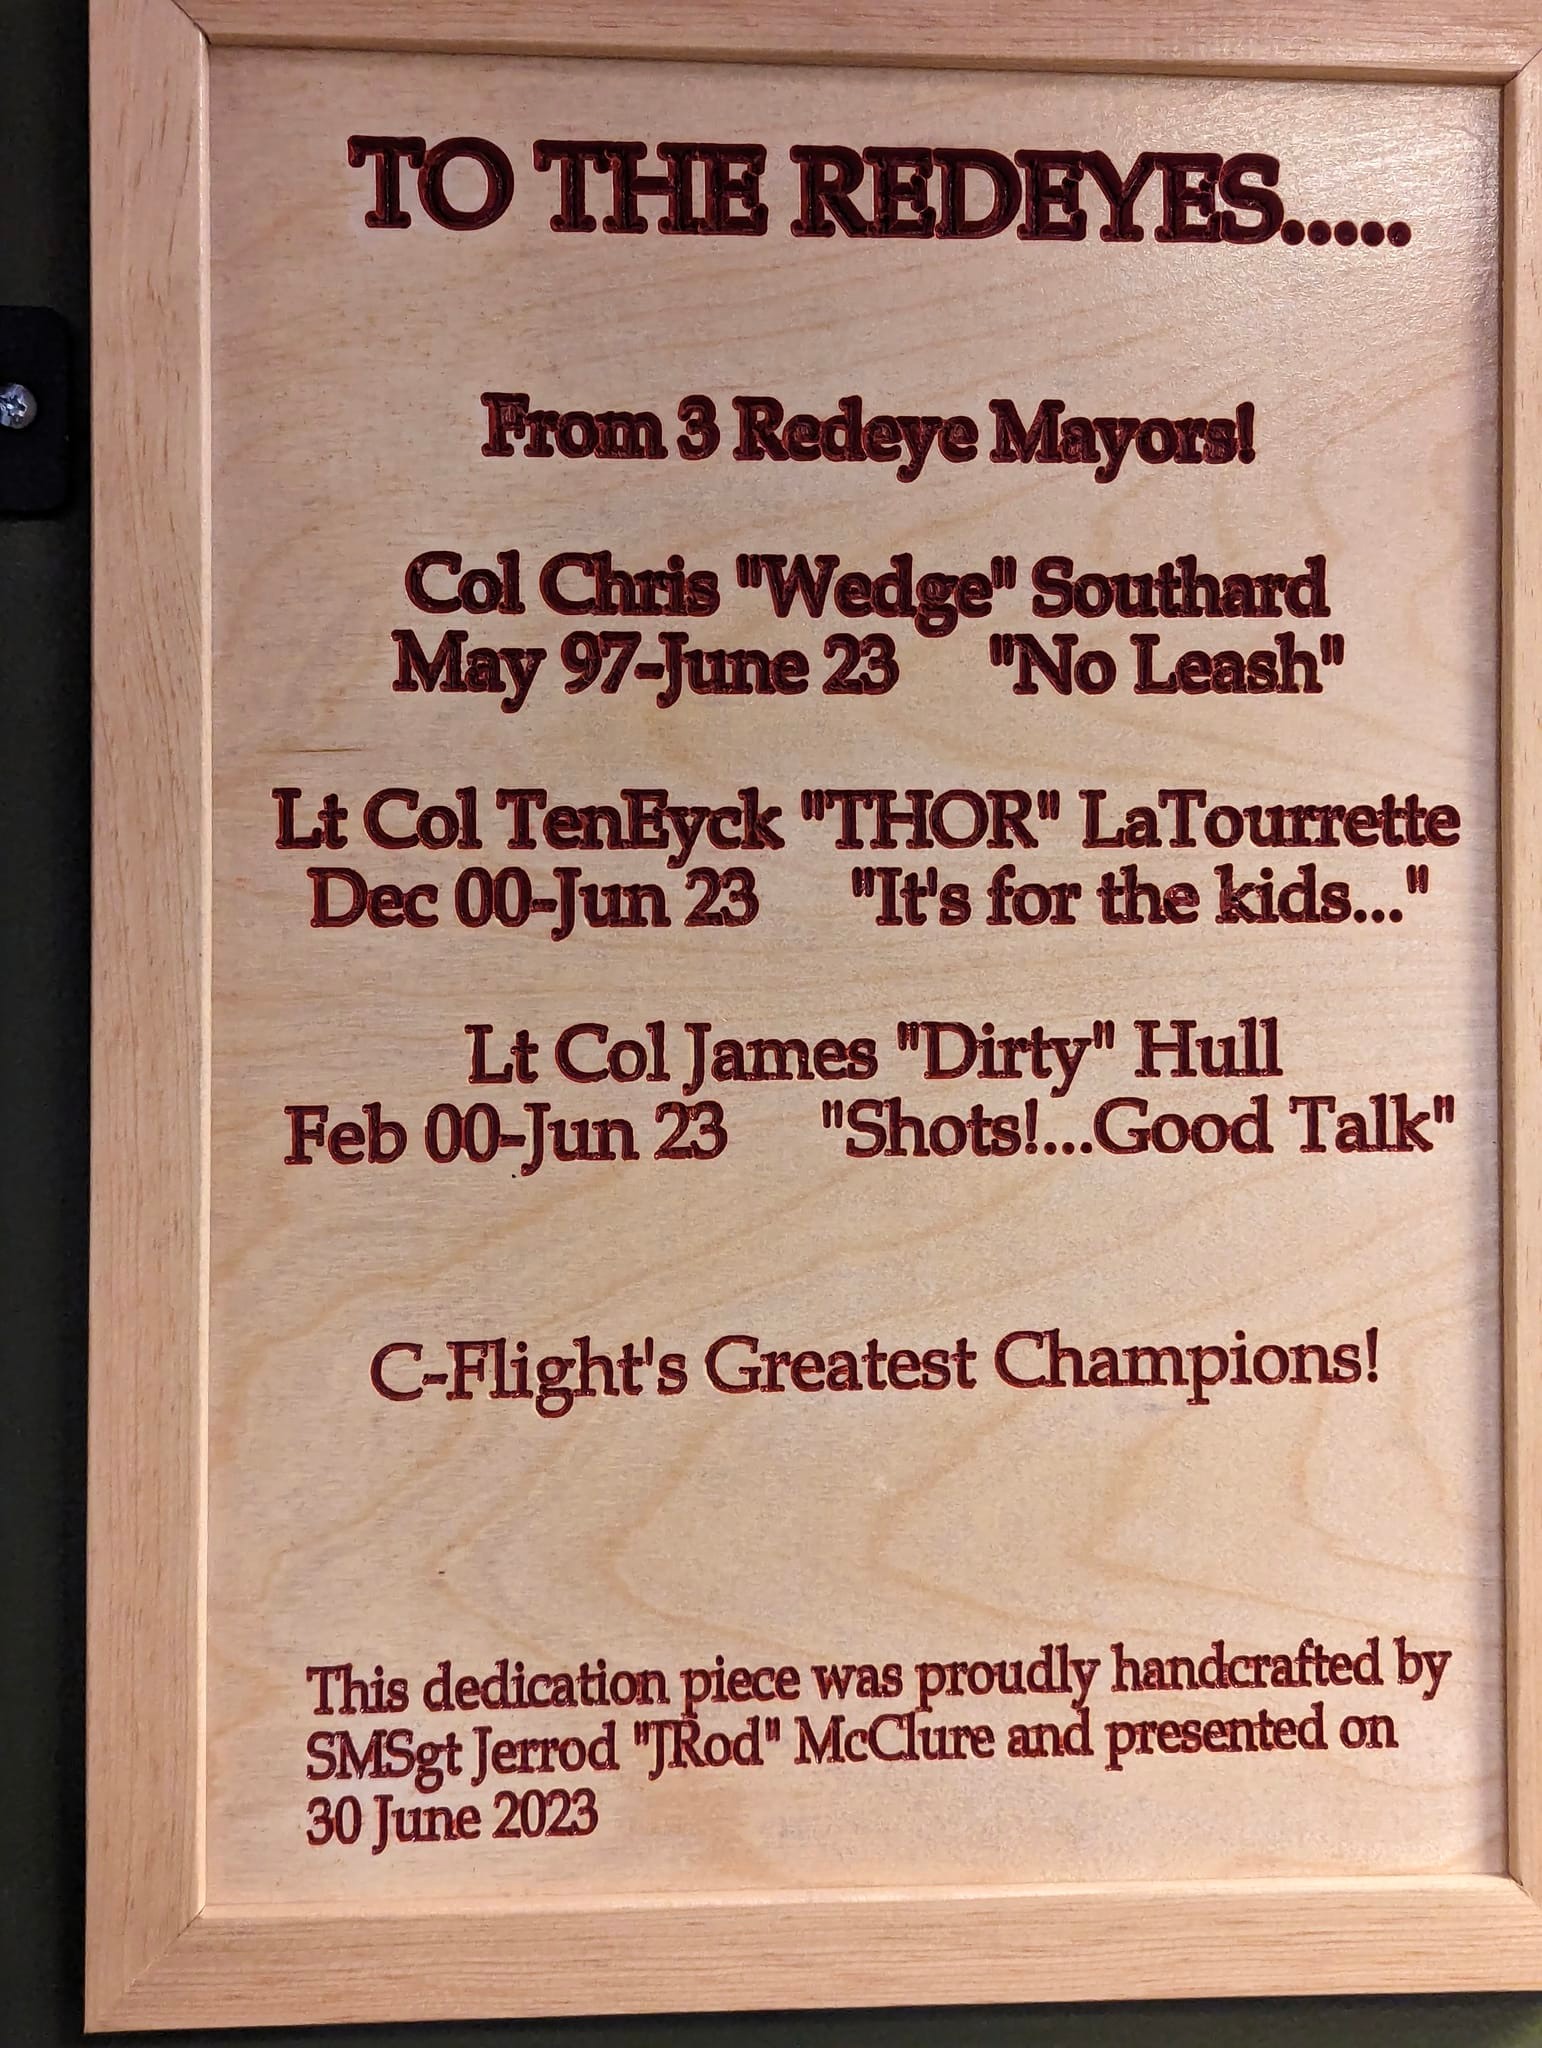 TO THE REDEYES.....
From 3 Redeye Mayors!
Col Chris "Wedge" Southard
May 97-June 23 "No Leash"
Lt Col TenEyck "THOR" LaTourrette
Dec 00-Jun 23 "It's for the kids..."
Lt Col James "Dirty" Hull
Feb 00-Jun 23 "Shots!...Good Talk"
C-Flight's Greatest Champions!
This dedication piece was proudly handcrafted by
SMSgt Jerrod "JRod" McClure and presented on
30 June 2023